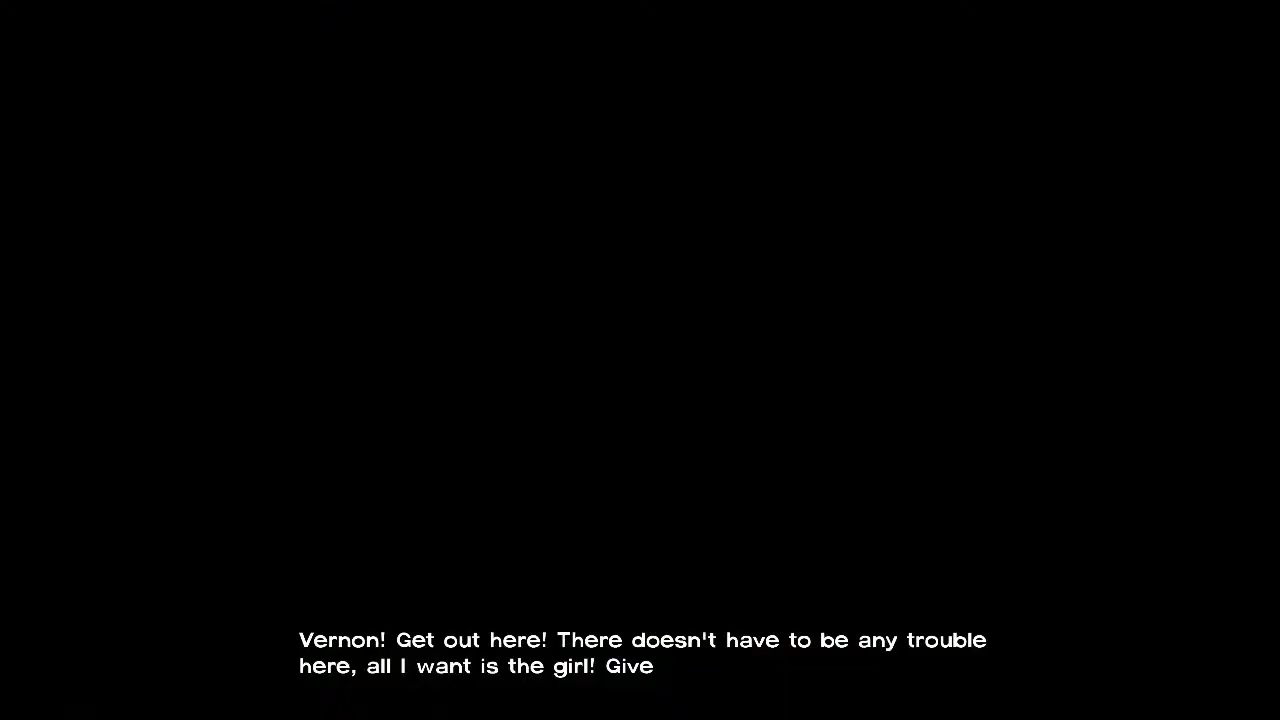 Vernon! Get out here! There doesn't have to be any trouble
here, all I want is the girl! Give